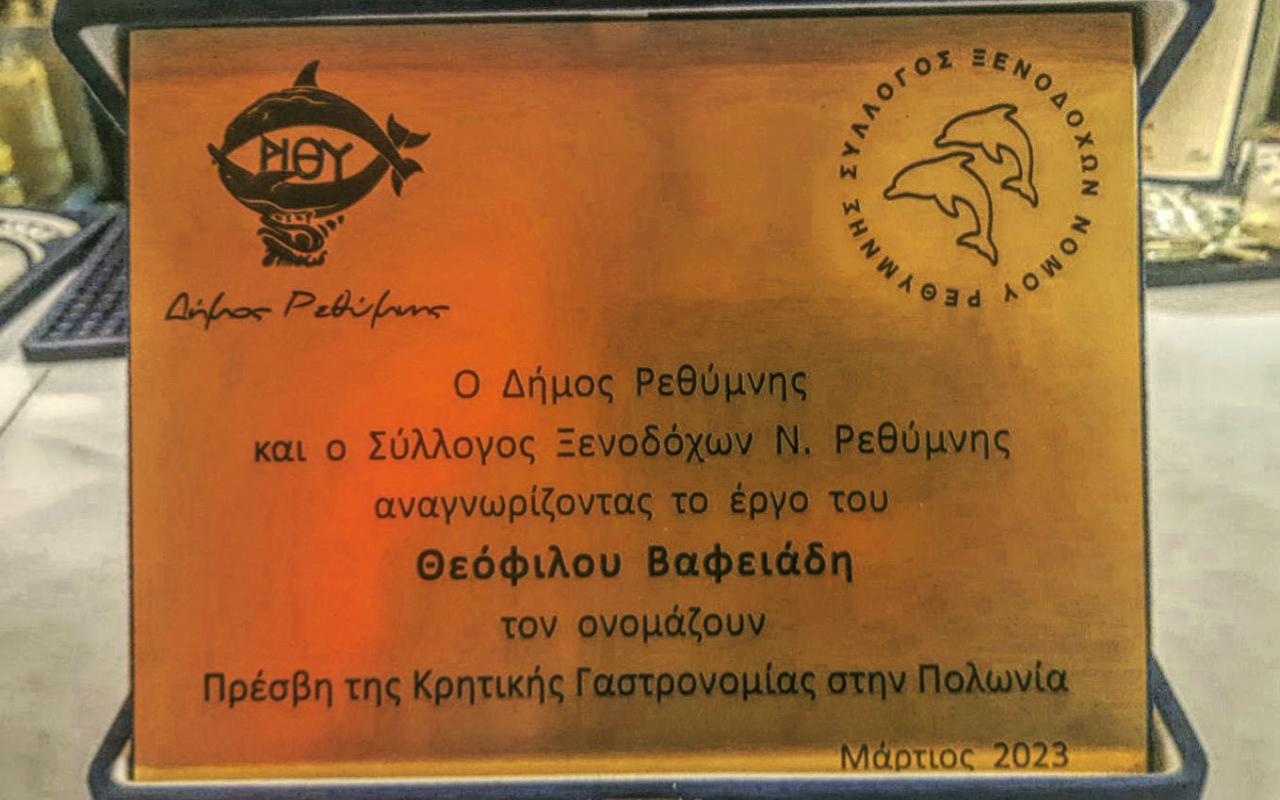 ΡΙΘΥ
Δήμος Ρεθύμνης
ΣΥΛΛΟΓΟΣ ΞΕΝΟΔΟΧΩΝ ΝΟΜΟΥ ΡΕΘΥΜΝΗΣ
Ο Δήμος Ρεθύμνης
και ο Σύλλογος Ξενοδόχων Ν. Ρεθύμνης
αναγνωρίζοντας το έργο του
Θεόφιλου Βαφειάδη
τον ονομάζουν
Πρέσβη της Κρητικής Γαστρονομίας στην Πολωνία
Μάρτιος 2023